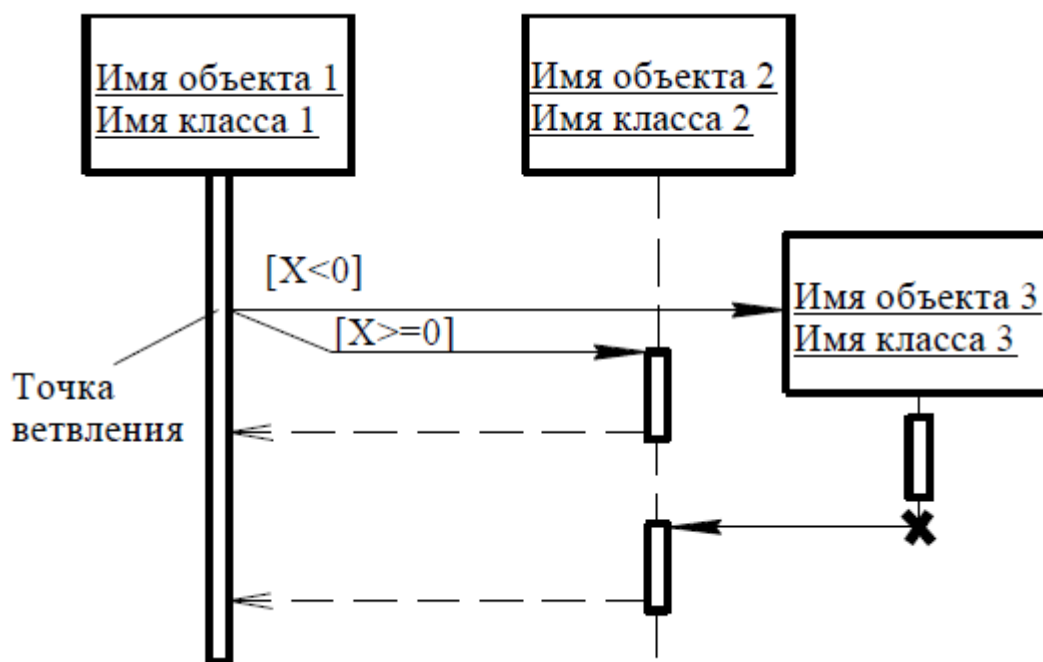 Имя объекта 1
Имя класса 1
Имя объекта 2
Имя класса 2
[X<0]
Имя объекта 3
Имя класса 3
[X>=0]
Точка
ветвления